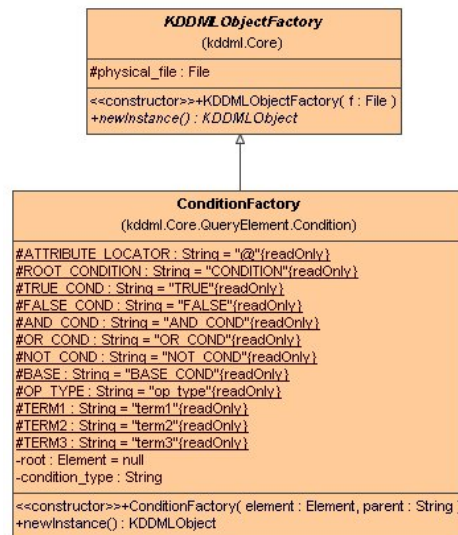 KDDMLObjectFactory
(kddml.Core)
#physical_file : File
<<constructor>>+KDDMLObjectFactory( f : File )
+newInstance() : KDDMLObject
ConditionFactory
(kddml.Core.QueryElement.Condition)
#ATTRIBUTE_LOCATOR : String = "@"{readOnly}
#ROOT_CONDITION : String = "CONDITION"{readOnly}
#TRUE_COND : String = "TRUE"{readOnly}
#FALSE_COND : String = "FALSE"{readOnly}
#AND_COND : String = "AND_COND"{readOnly}
#OR_COND : String = "OR_COND"{readOnly}
#NOT_COND : String = "NOT_COND"{readOnly}
#BASE : String = "BASE_COND"{readOnly}
#OP_TYPE : String = "op_type"{readOnly}
#TERM1 : String = "term1"{readOnly}
#TERM2 : String = "term2"{readOnly}
#TERM3 : String = "term3"{readOnly}
-root : Element = null
-condition_type : String
<<constructor>>+ConditionFactory( element : Element, parent : String )
+newInstance() : KDDMLObject